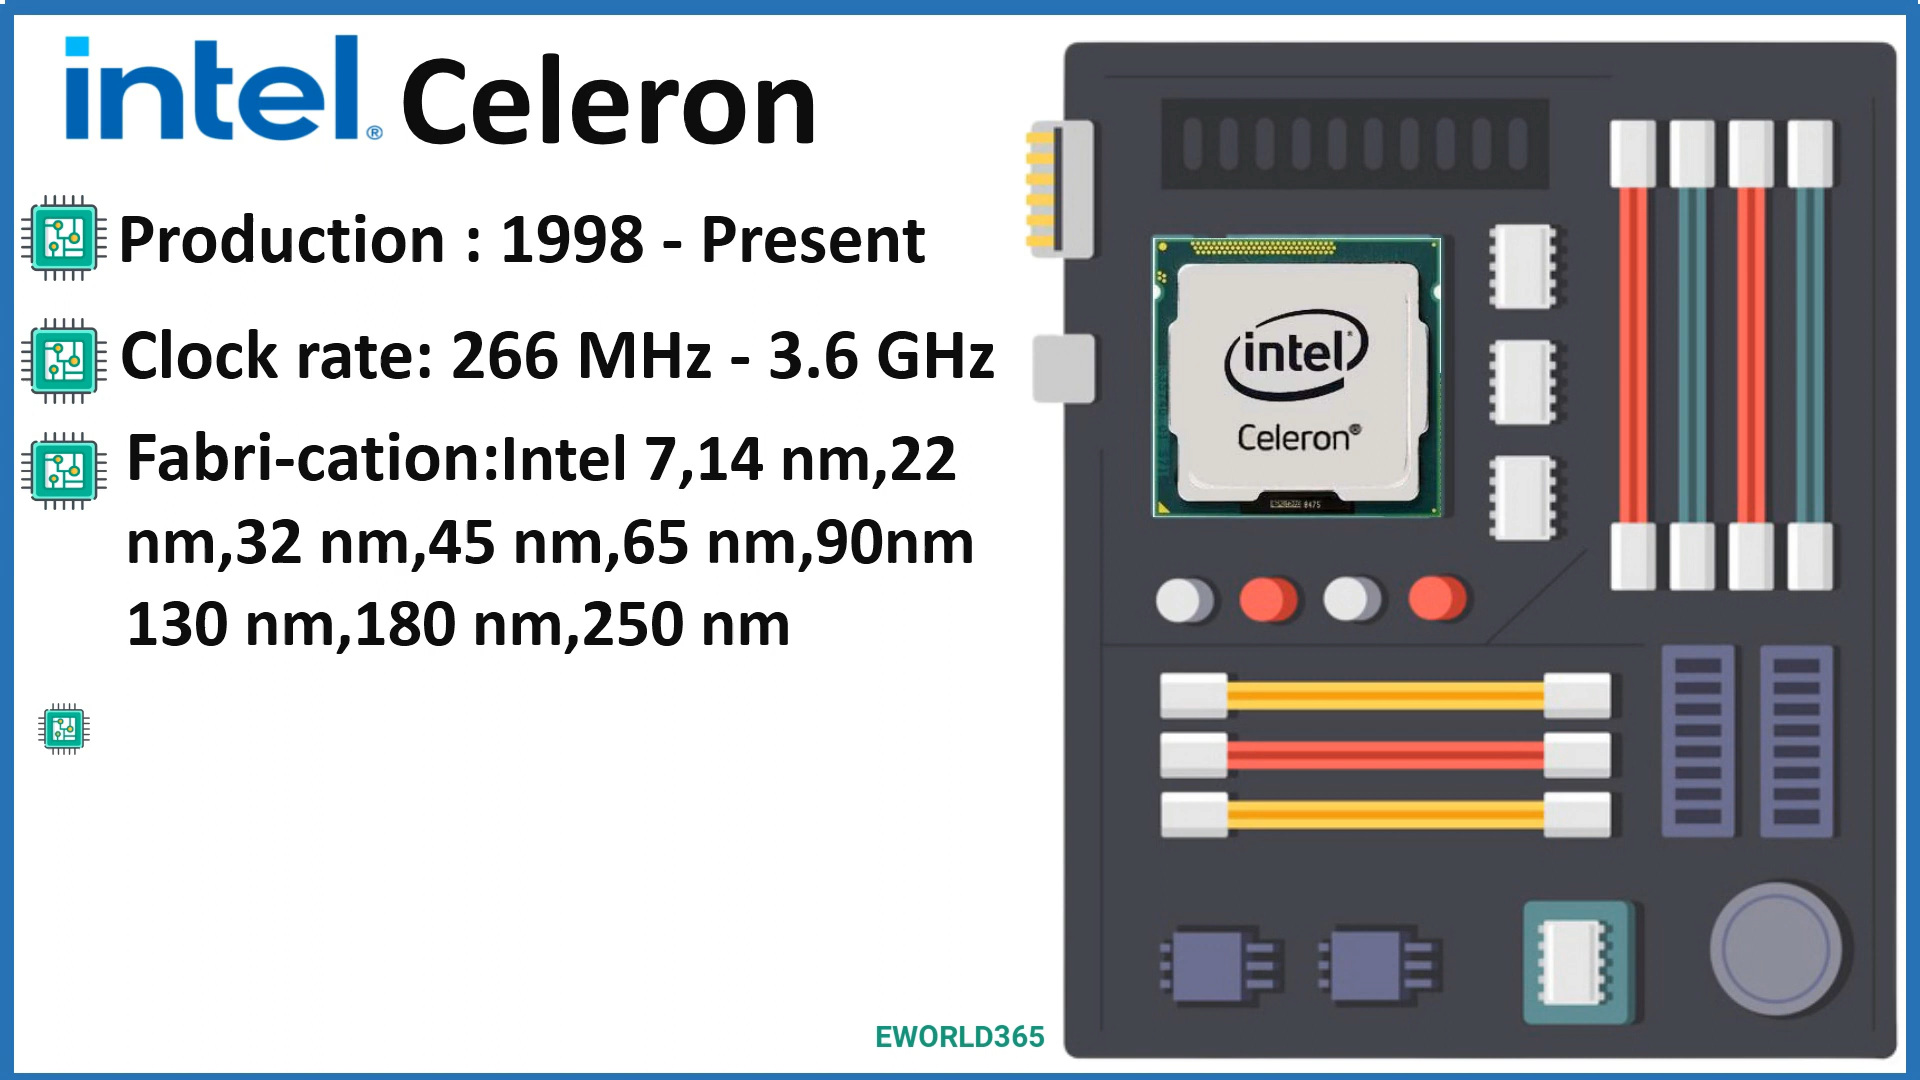 intel® Celeron
Production : 1998 - Present
Clock rate: 266 MHz - 3.6 GHz
Fabri-cation:Intel 7,14 nm,22
nm,32 nm,45 nm,65 nm,90nm
130 nm,180 nm,250 nm
intel®
Celeron®
EWORLD365